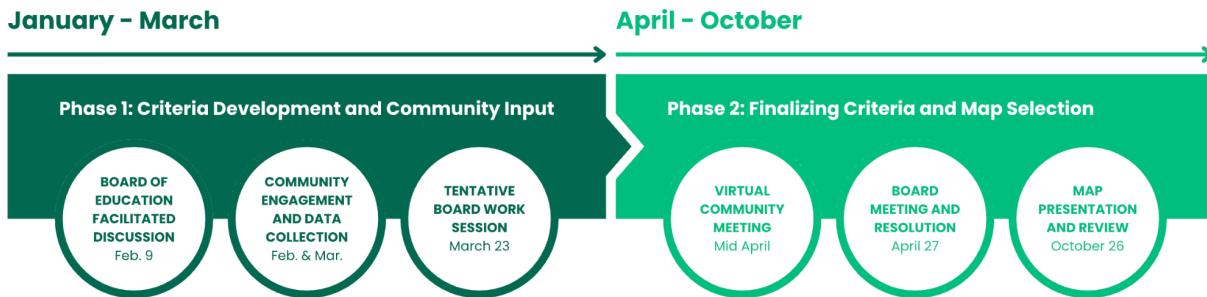 January - March
April - October
Phase 1: Criteria Development and Community Input
Phase 2: Finalizing Criteria and Map Selection
BOARD OF
EDUCATION
FACILITATED
DISCUSSION
Feb. 9
COMMUNITY
ENGAGEMENT
AND DATA
COLLECTION
Feb. & Mar.
TENTATIVE
BOARD WORK
SESSION
March 23
VIRTUAL
COMMUNITY
MEETING
Mid April
BOARD
MEETING AND
RESOLUTION
April 27
MAP
PRESENTATION
AND REVIEW
October 26